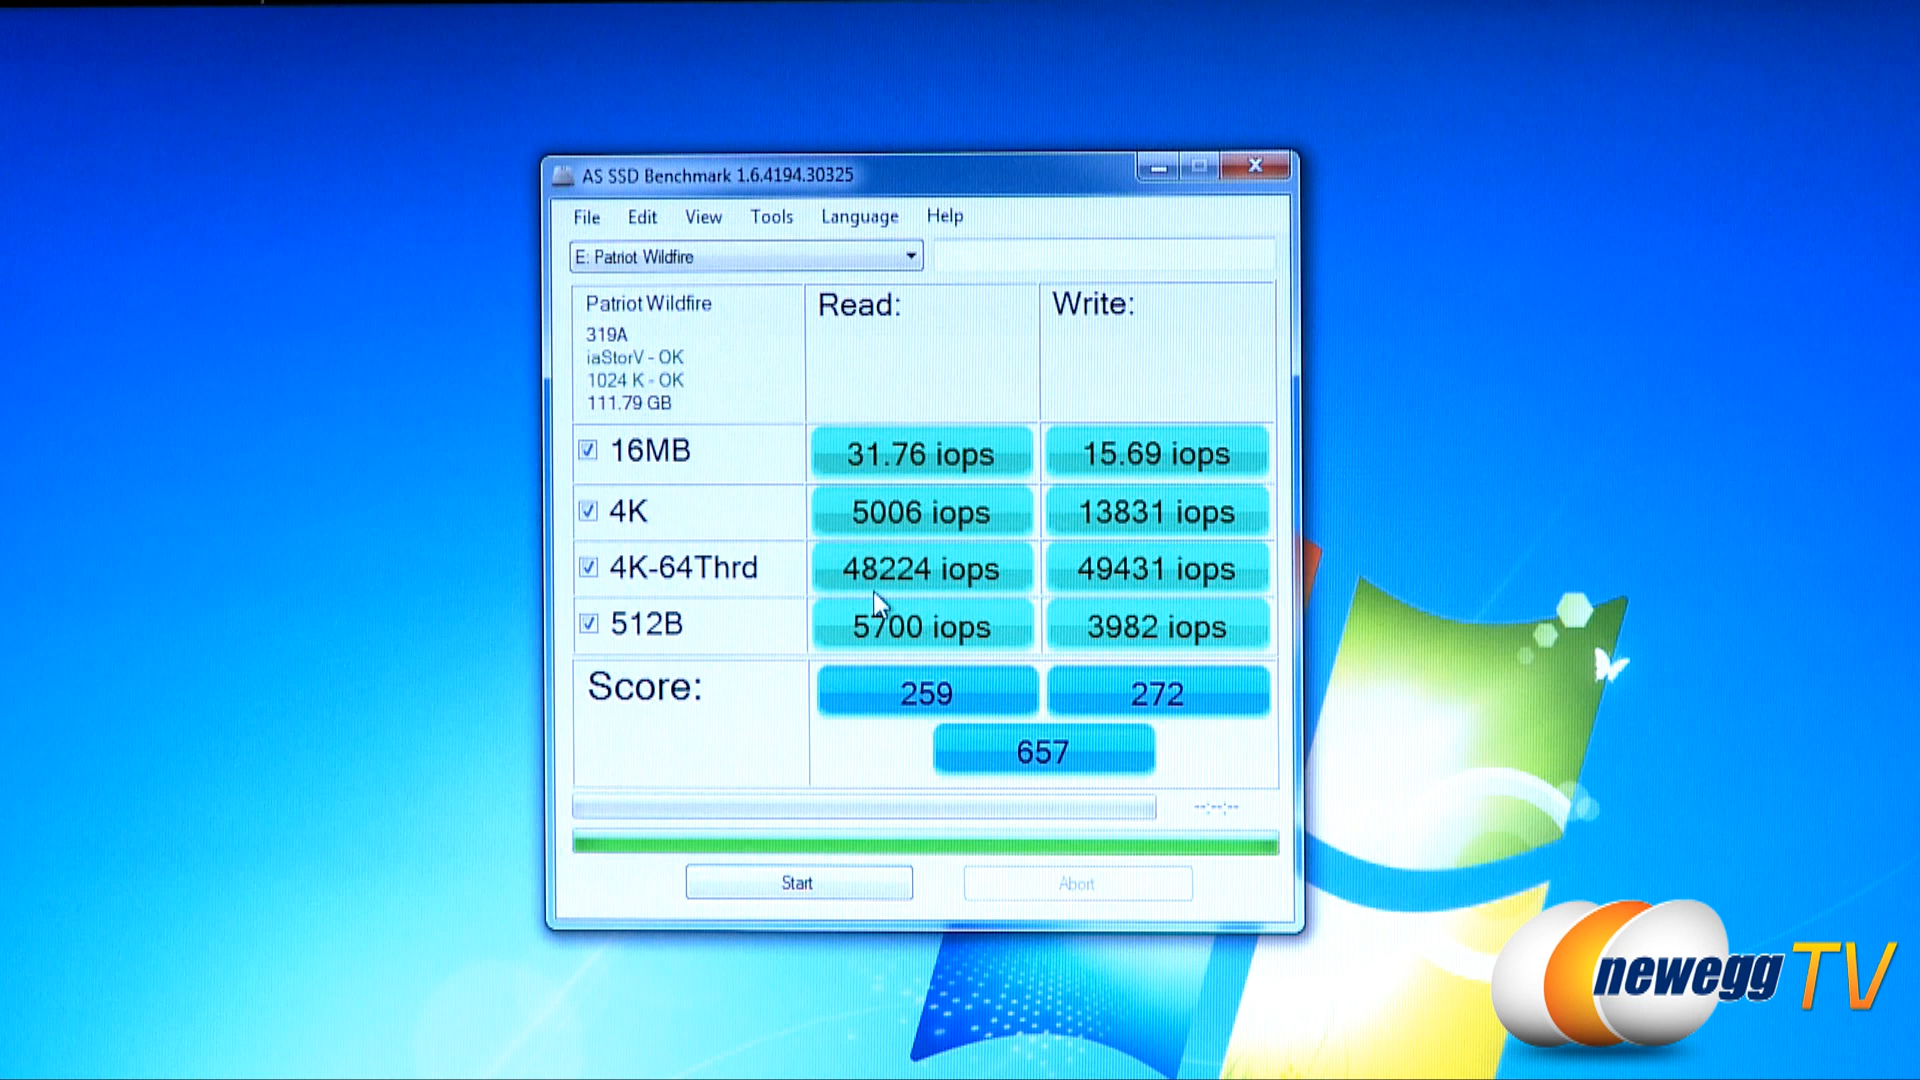 AS SSD Benchmark 1.6.4194.30325
File Edit View Tools Language Help
E: Patriot Wildfire
Patriot Wildfire
319A
iaStorV - OK
1024 K - OK
111.79 GB
Read: Write:
16MB 31.76 iops 15.69 iops
4K 5006 iops 13831 iops
4K-64Thrd 48224 iops 49431 iops
512B 5700 iops 3982 iops
Score: 259 272
657
--:--:--
Start Abort
newegg TV